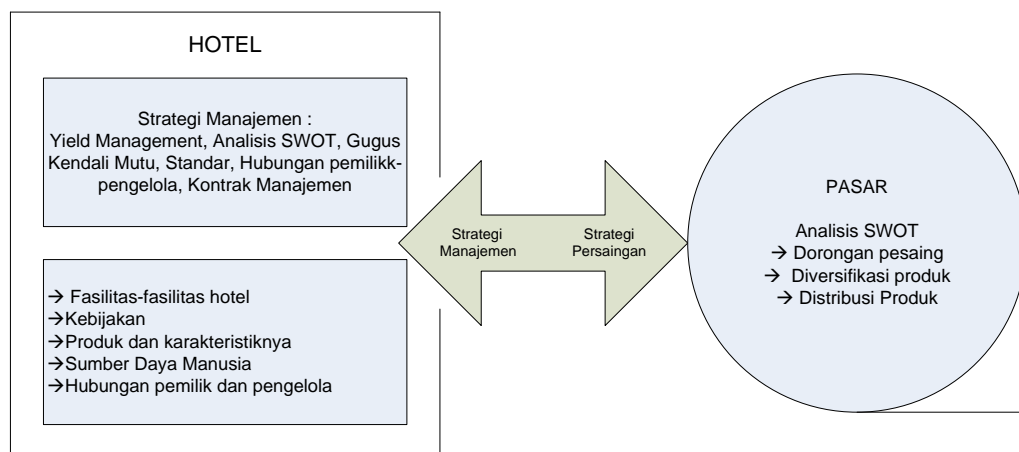 HOTEL
Strategi Manajemen :
Yield Management, Analisis SWOT, Gugus
Kendali Mutu, Standar, Hubungan pemilikk-
pengelola, Kontrak Manajemen
→ Fasilitas-fasilitas hotel
→Kebijakan
→Produk dan karakteristiknya
→Sumber Daya Manusia
→Hubungan pemilik dan pengelola
Strategi
Manajemen
Strategi
Persaingan
PASAR
Analisis SWOT
→ Dorongan pesaing
→ Diversifikasi produk
→ Distribusi Produk